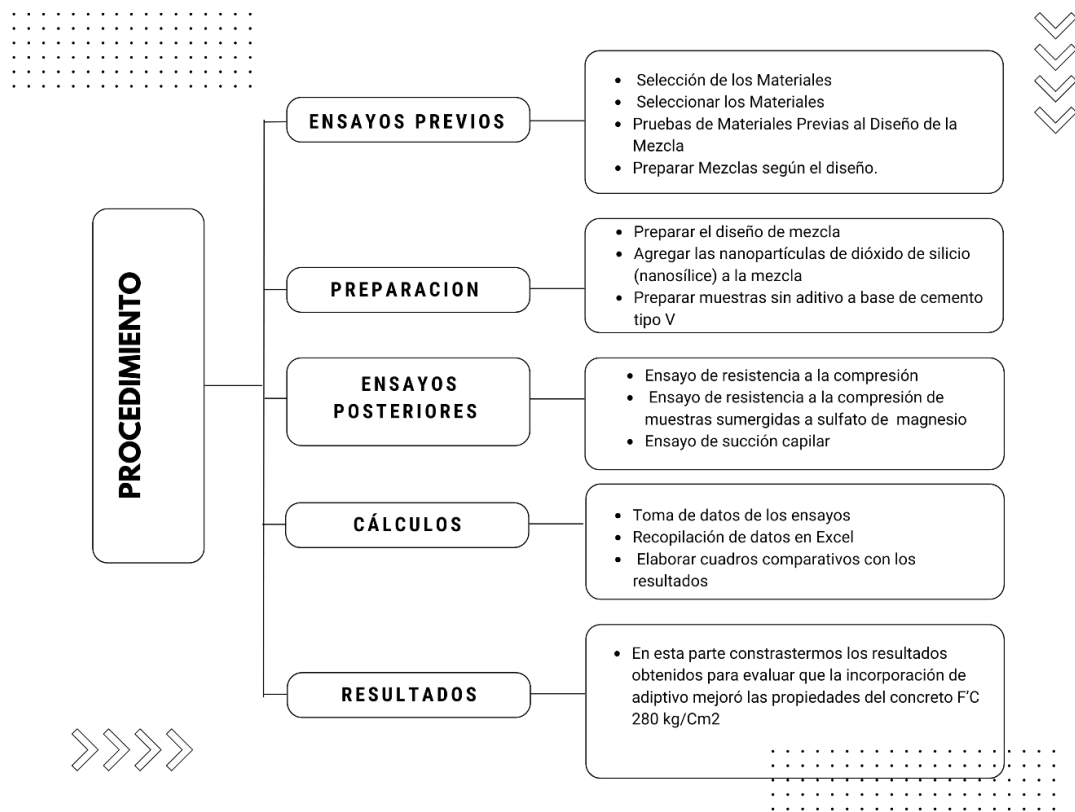 PROCEDIMIENTO
ENSAYOS PREVIOS
• Selección de los Materiales
• Seleccionar los Materiales
• Pruebas de Materiales Previas al Diseño de la
Mezcla
• Preparar Mezclas según el diseño.
PREPARACION
• Preparar el diseño de mezcla
• Agregar las nanopartículas de dióxido de silicio
(nanosílice) a la mezcla
• Preparar muestras sin aditivo a base de cemento
tipo V
ENSAYOS
POSTERIORES
• Ensayo de resistencia a la compresión
• Ensayo de resistencia a la compresión de
muestras sumergidas a sulfato de magnesio
• Ensayo de succión capilar
CÁLCULOS
• Toma de datos de los ensayos
• Recopilación de datos en Excel
• Elaborar cuadros comparativos con los
resultados
RESULTADOS
• En esta parte constrastermos los resultados
obtenidos para evaluar que la incorporación de
adiptivo mejoró las propiedades del concreto F'C
280 kg/Cm2